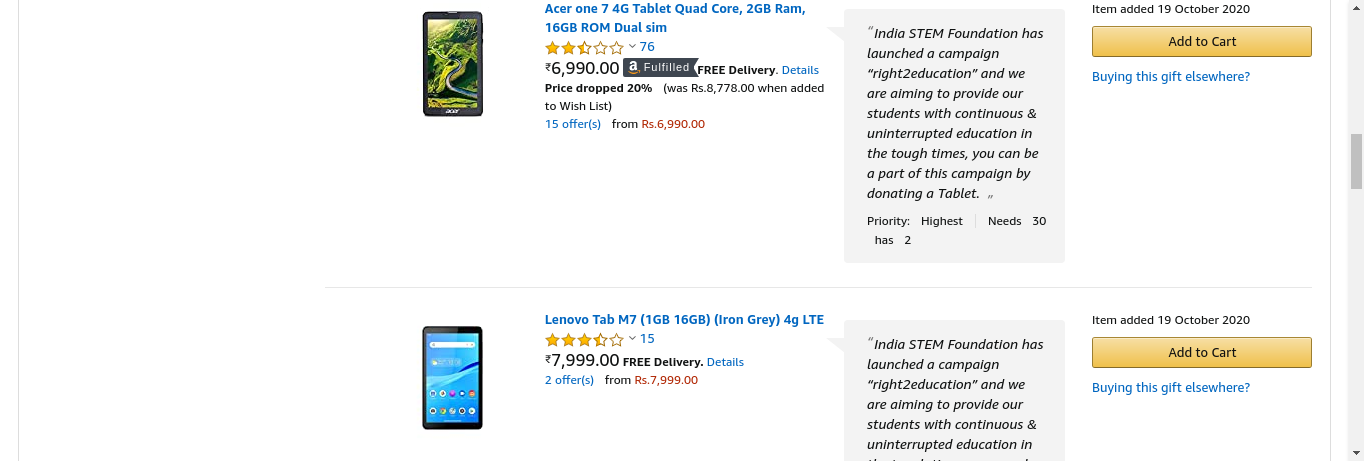 Acer one 7 4G Tablet Quad Core, 2GB Ram,
16GB ROM Dual sim
76
₹6,990.00 a Fulfilled FREE Delivery. Details
Price dropped 20% (was Rs.8,778.00 when added
to Wish List)
15 offer(s) from Rs.6,990.00
acer
“India STEM Foundation has
launched a campaign
“right2education” and we
are aiming to provide our
students with continuous &
uninterrupted education in
the tough times, you can be
a part of this campaign by
donating a Tablet. „
Priority: Highest Needs 30
has 2
Item added 19 October 2020
Add to Cart
Buying this gift elsewhere?
Lenovo Tab M7 (1GB 16GB) (Iron Grey) 4g LTE
15
₹7,999.00 FREE Delivery. Details
2 offer(s) from Rs.7,999.00
“India STEM Foundation has
launched a campaign
“right2education” and we
are aiming to provide our
students with continuous &
uninterrupted education in
Item added 19 October 2020
Add to Cart
Buying this gift elsewhere?